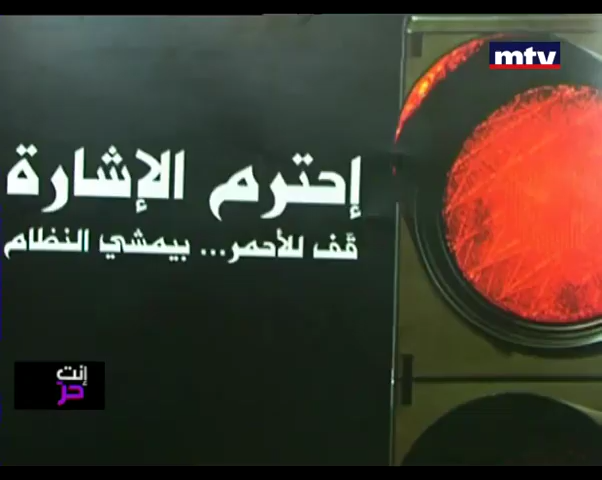 mtv
إحترم الإشارة
قف للأحمر... بيمشي النظام
إنت
حر